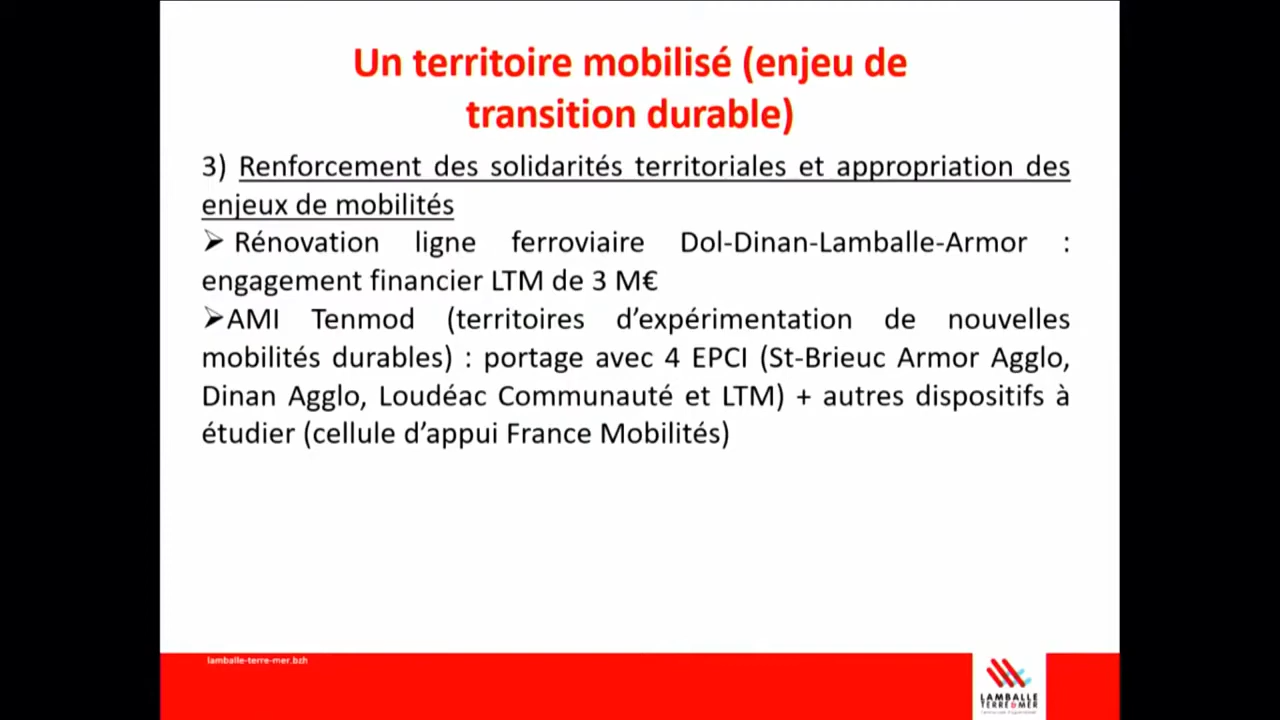 Un territoire mobilisé (enjeu de
transition durable)
3) Renforcement des solidarités territoriales et appropriation des
enjeux de mobilités
➢ Rénovation ligne ferroviaire Dol-Dinan-Lamballe-Armor :
engagement financier LTM de 3 M€
➢AMI Tenmod (territoires d’expérimentation de nouvelles
mobilités durables) : portage avec 4 EPCI (St-Brieuc Armor Agglo,
Dinan Agglo, Loudéac Communauté et LTM) + autres dispositifs à
étudier (cellule d’appui France Mobilités)
lamballe-terre-mer.bzh
LAMBALLE
TERRE&MER